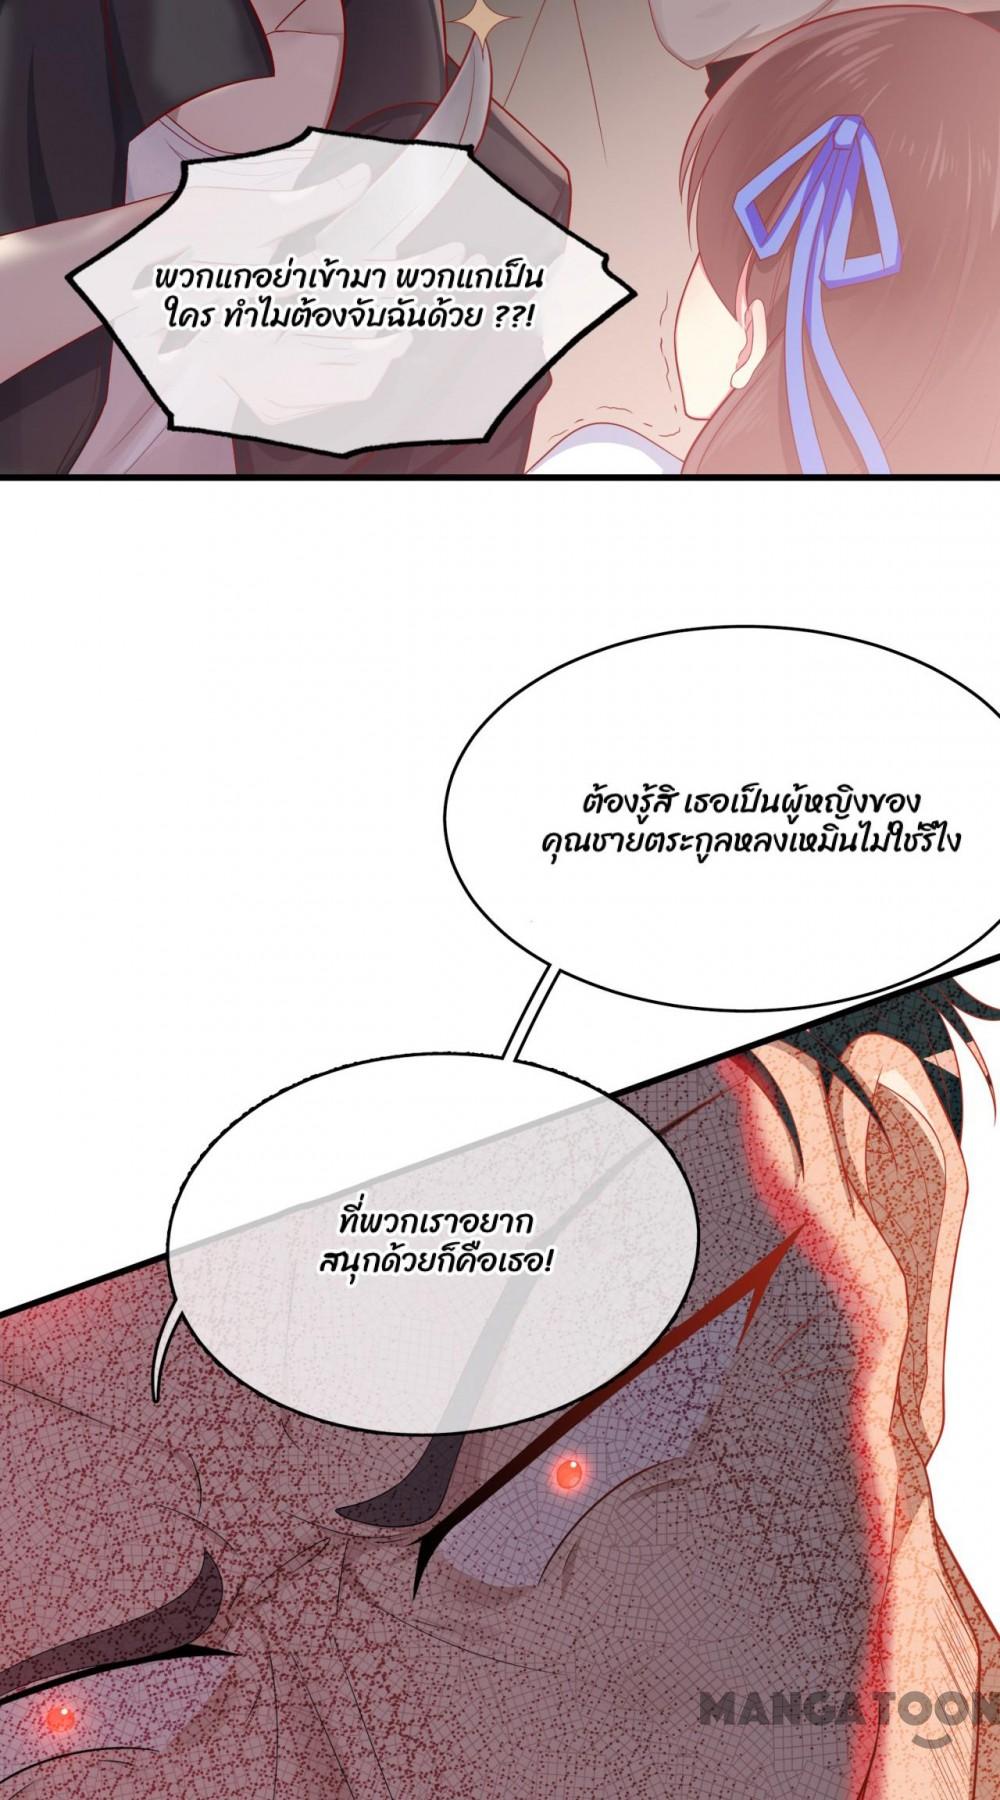 พวกแกอย่าเข้ามา พวกแกเป็น
ใคร ทำไมต้องจับฉันด้วย ??!
ต้องรู้สิ เธอเป็นผู้หญิงของ
คุณชายตระกูลหลงเหมินไม่ใช่รึไง
ที่พวกเราอยาก
สนุกด้วยก็คือเธอ!
MANGATOON